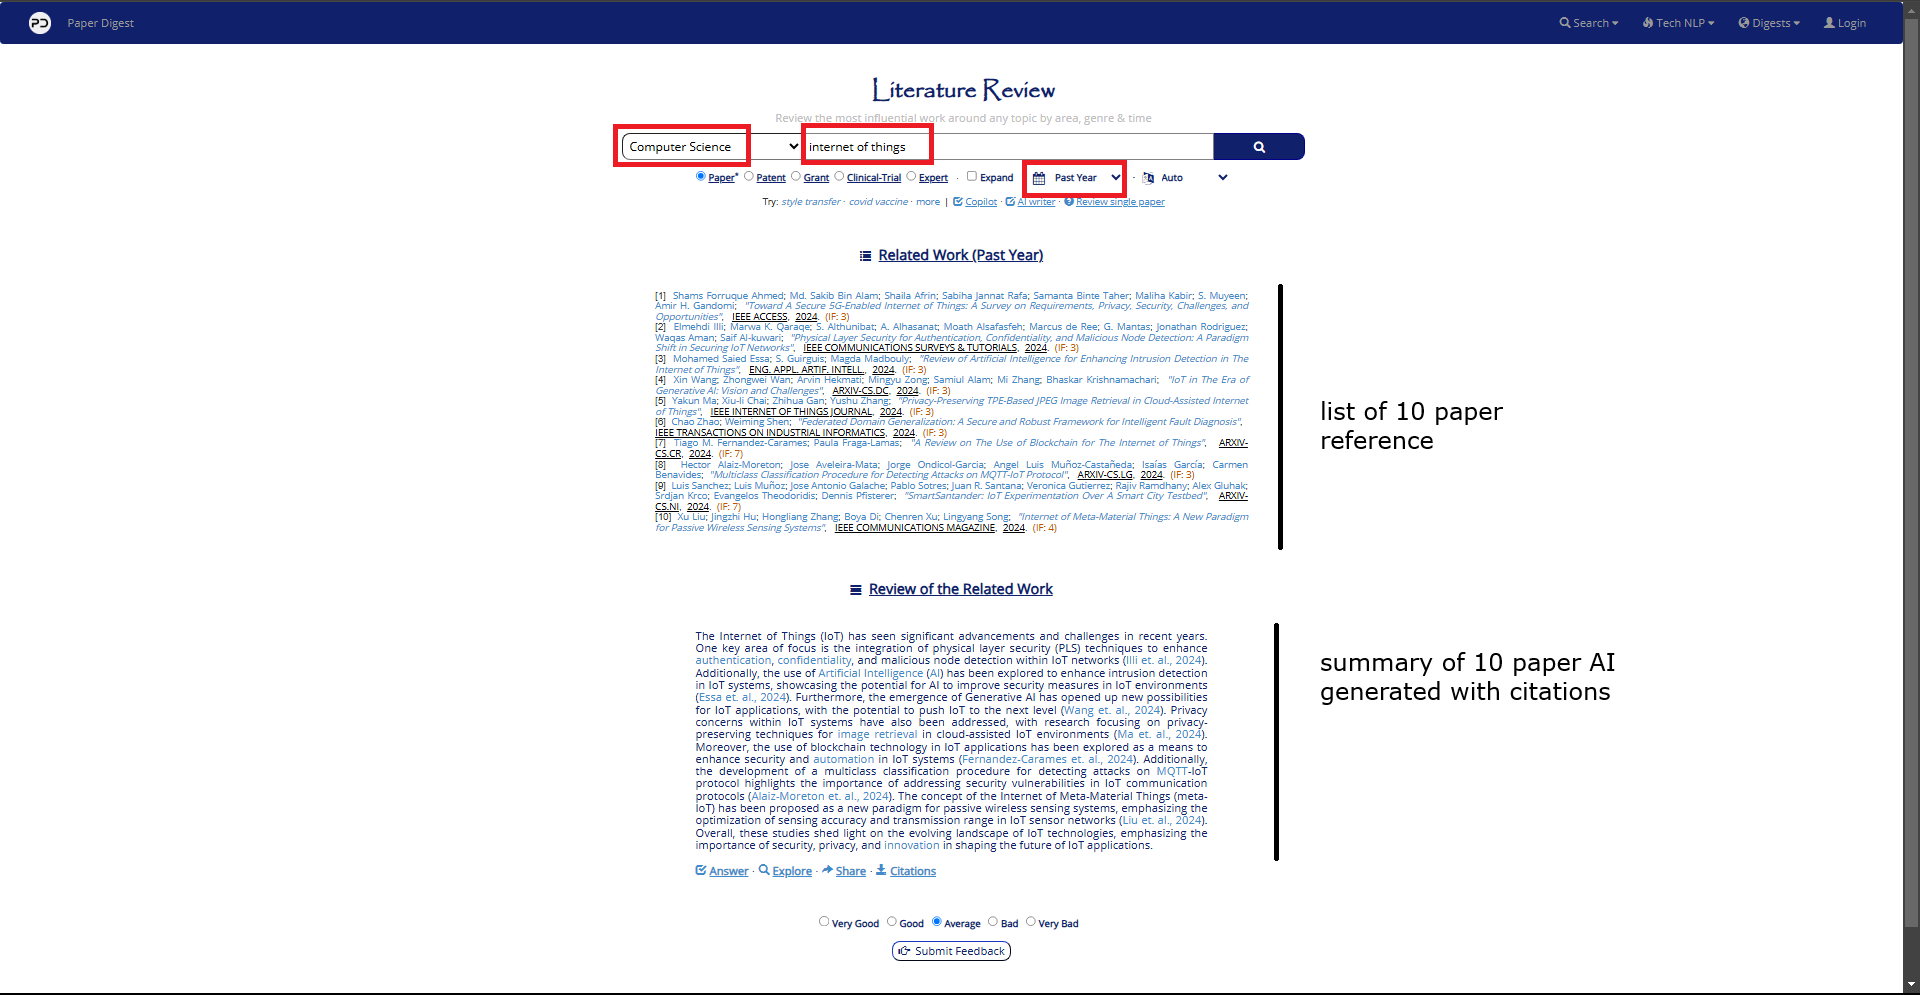 Paper Digest
Search
Tech NLP
Digests
Login
Literature Review
Review the most influential work around any topic by area, genre & time
Computer Science
internet of things
Paper* Patent Grant Clinical-Trial Expert · Expand Past Year · Auto
Try: style transfer · covid vaccine · more | Copilot · AI writer · Review single paper
Related Work (Past Year)
[1] Shams Forruque Ahmed; Md. Sakib Bin Alam; Shaila Afrin; Sabiha Jannat Rafa; Samanta Binte Taher; Maliha Kabir; S. Muyeen;
Amir H. Gandomi; "Toward A Secure 5G-Enabled Internet of Things: A Survey on Requirements, Privacy, Security, Challenges, and
Opportunities", IEEE ACCESS, 2024. (IF: 3)
[2] Elmehdi Illi; Marwa K. Qaraqe; S. Althunibat; A. Alhasanat; Moath Alsafasfeh; Marcus de Ree; G. Mantas; Jonathan Rodriguez;
Waqas Aman; Saif Al-kuwari; "Physical Layer Security for Authentication, Confidentiality, and Malicious Node Detection: A Paradigm
Shift in Securing IoT Networks", IEEE COMMUNICATIONS SURVEYS & TUTORIALS, 2024. (IF: 3)
[3] Mohamed Saied Essa; S. Guirguis; Magda Madbouly; "Review of Artificial Intelligence for Enhancing Intrusion Detection in The
Internet of Things", ENG. APPL. ARTIF. INTELL., 2024. (IF: 3)
[4] Xin Wang; Zhongwei Wan; Arvin Hekmati; Mingyu Zong; Samiul Alam; Mi Zhang; Bhaskar Krishnamachari; "IoT in The Era of
Generative AI: Vision and Challenges", ARXIV-CS.DC, 2024. (IF: 3)
[5] Yakun Ma; Xiu-li Chai; Zhihua Gan; Yushu Zhang; "Privacy-Preserving TPE-Based JPEG Image Retrieval in Cloud-Assisted Internet
of Things", IEEE INTERNET OF THINGS JOURNAL, 2024. (IF: 3)
[6] Chao Zhao; Weiming Shen; "Federated Domain Generalization: A Secure and Robust Framework for Intelligent Fault Diagnosis",
IEEE TRANSACTIONS ON INDUSTRIAL INFORMATICS, 2024. (IF: 3)
[7] Tiago M. Fernandez-Carames; Paula Fraga-Lamas; "A Review on The Use of Blockchain for The Internet of Things", ARXIV-
CS.CR, 2024. (IF: 7)
[8] Hector Alaiz-Moreton; Jose Aveleira-Mata; Jorge Ondicol-Garcia; Angel Luis Muñoz-Castañeda; Isaías García; Carmen
Benavides; "Multiclass Classification Procedure for Detecting Attacks on MQTT-IoT Protocol", ARXIV-CS.LG, 2024. (IF: 3)
[9] Luis Sanchez; Luis Muñoz; Jose Antonio Galache; Pablo Sotres; Juan R. Santana; Veronica Gutierrez; Rajiv Ramdhany; Alex Gluhak;
Srdjan Krco; Evangelos Theodoridis; Dennis Pfisterer; "SmartSantander: IoT Experimentation Over A Smart City Testbed", ARXIV-
CS.NI, 2024. (IF: 7)
[10] Xu Liu; Jingzhi Hu; Hongliang Zhang; Boya Di; Chenren Xu; Lingyang Song; "Internet of Meta-Material Things: A New Paradigm
for Passive Wireless Sensing Systems", IEEE COMMUNICATIONS MAGAZINE, 2024. (IF: 4)
list of 10 paper
reference
Review of the Related Work
The Internet of Things (IoT) has seen significant advancements and challenges in recent years.
One key area of focus is the integration of physical layer security (PLS) techniques to enhance
authentication, confidentiality, and malicious node detection within IoT networks (Illi et. al., 2024).
Additionally, the use of Artificial Intelligence (AI) has been explored to enhance intrusion detection
in IoT systems, showcasing the potential for AI to improve security measures in IoT environments
(Essa et. al., 2024). Furthermore, the emergence of Generative AI has opened up new possibilities
for IoT applications, with the potential to push IoT to the next level (Wang et. al., 2024). Privacy
concerns within IoT systems have also been addressed, with research focusing on privacy-
preserving techniques for image retrieval in cloud-assisted IoT environments (Ma et. al., 2024).
Moreover, the use of blockchain technology in IoT applications has been explored as a means to
enhance security and automation in IoT systems (Fernandez-Carames et. al., 2024). Additionally,
the development of a multiclass classification procedure for detecting attacks on MQTT-IoT
protocol highlights the importance of addressing security vulnerabilities in IoT communication
protocols (Alaiz-Moreton et. al., 2024). The concept of the Internet of Meta-Material Things (meta-
IoT) has been proposed as a new paradigm for passive wireless sensing systems, emphasizing the
optimization of sensing accuracy and transmission range in IoT sensor networks (Liu et. al., 2024).
Overall, these studies shed light on the evolving landscape of IoT technologies, emphasizing the
importance of security, privacy, and innovation in shaping the future of IoT applications.
summary of 10 paper AI
generated with citations
Answer · Explore · Share · Citations
Very Good Good Average Bad Very Bad
Submit Feedback